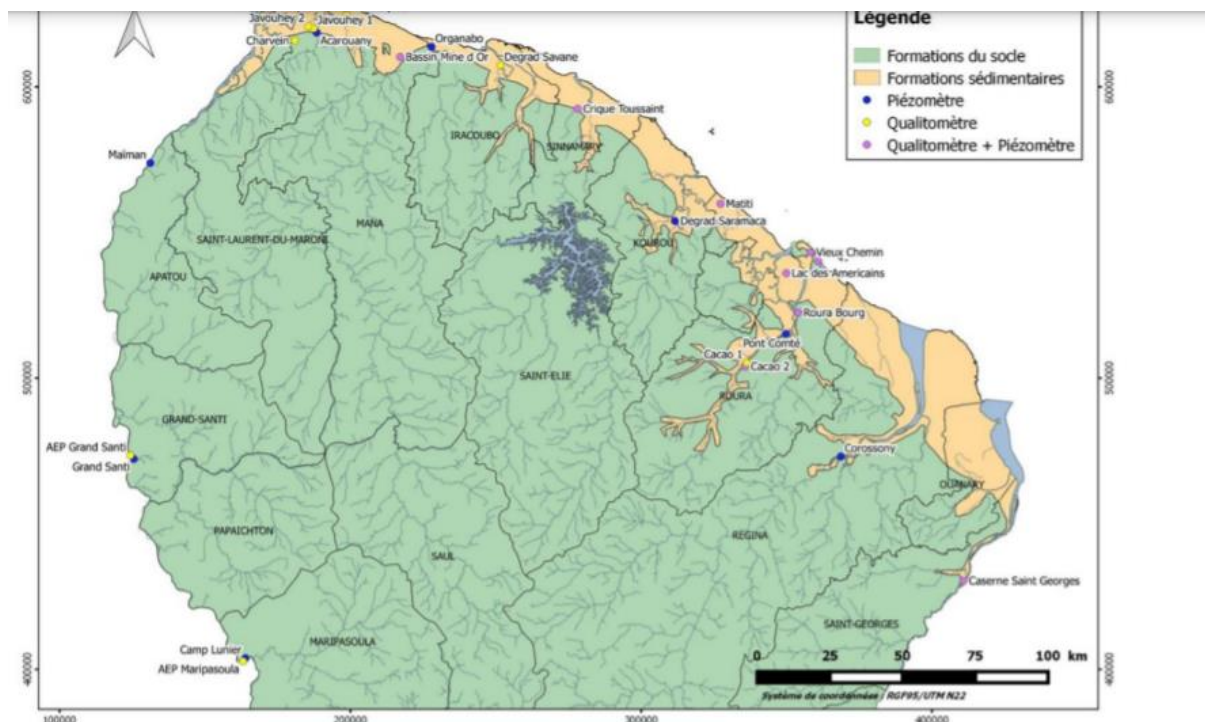 Légende
Formations du socle
Formations sédimentaires
Piézomètre
Qualitomètre
Qualitomètre + Piézomètre
Javouhey 2
Javouhey 1
Charvein
Acarouany
Organabo
Bassin Mine d Or
Degrad Savane
600000
600000
Crique Toussaint
IRACOUBO
SINNAMARY
Maïman
Matiti
MANA
Degrad Saramaca
SAINT-LAURENT-DU-MARONI
KOUROU
Vieux Chemin
APATOU
Lac des Americains
Roura Bourg
Pont Comté
Cacao 1
Cacao 2
500000
500000
SAINT-ELIE
ROURA
GRAND-SANTI
AEP Grand Santi
Grand Santi
Corossony
OUANARY
PAPAICHTON
REGINA
SAUL
Caserne Saint Georges
SAINT-GEORGES
MARIPASOULA
Camp Lunier
AEP Maripasoula
400000
400000
0 25 50 75 100 km
Système de coordonnées : RGF95/UTM N22
100000 200000 300000 400000